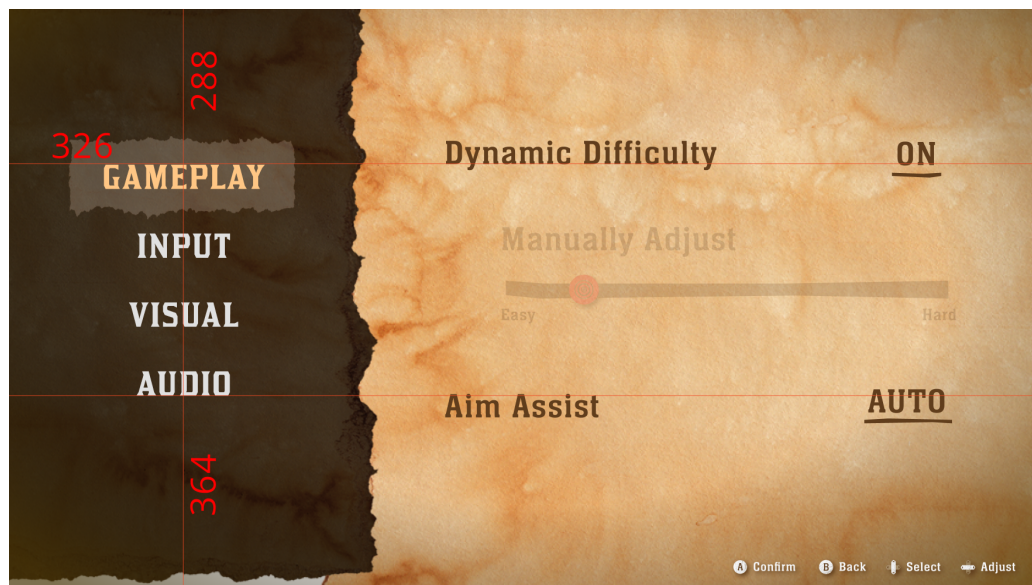 288
326
GAMEPLAY
INPUT
VISUAL
AUDIO
364
Dynamic Difficulty ON
Manually Adjust
Easy Hard
Aim Assist AUTO
A Confirm B Back Select Adjust